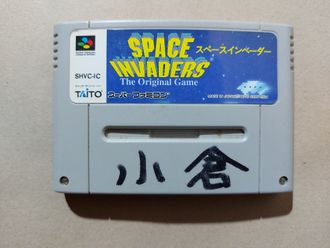 SPACE
INVADERS
The Original Game
スペースインベーダー
SHVC-IC
TAITO
スーパーファミコン
小倉